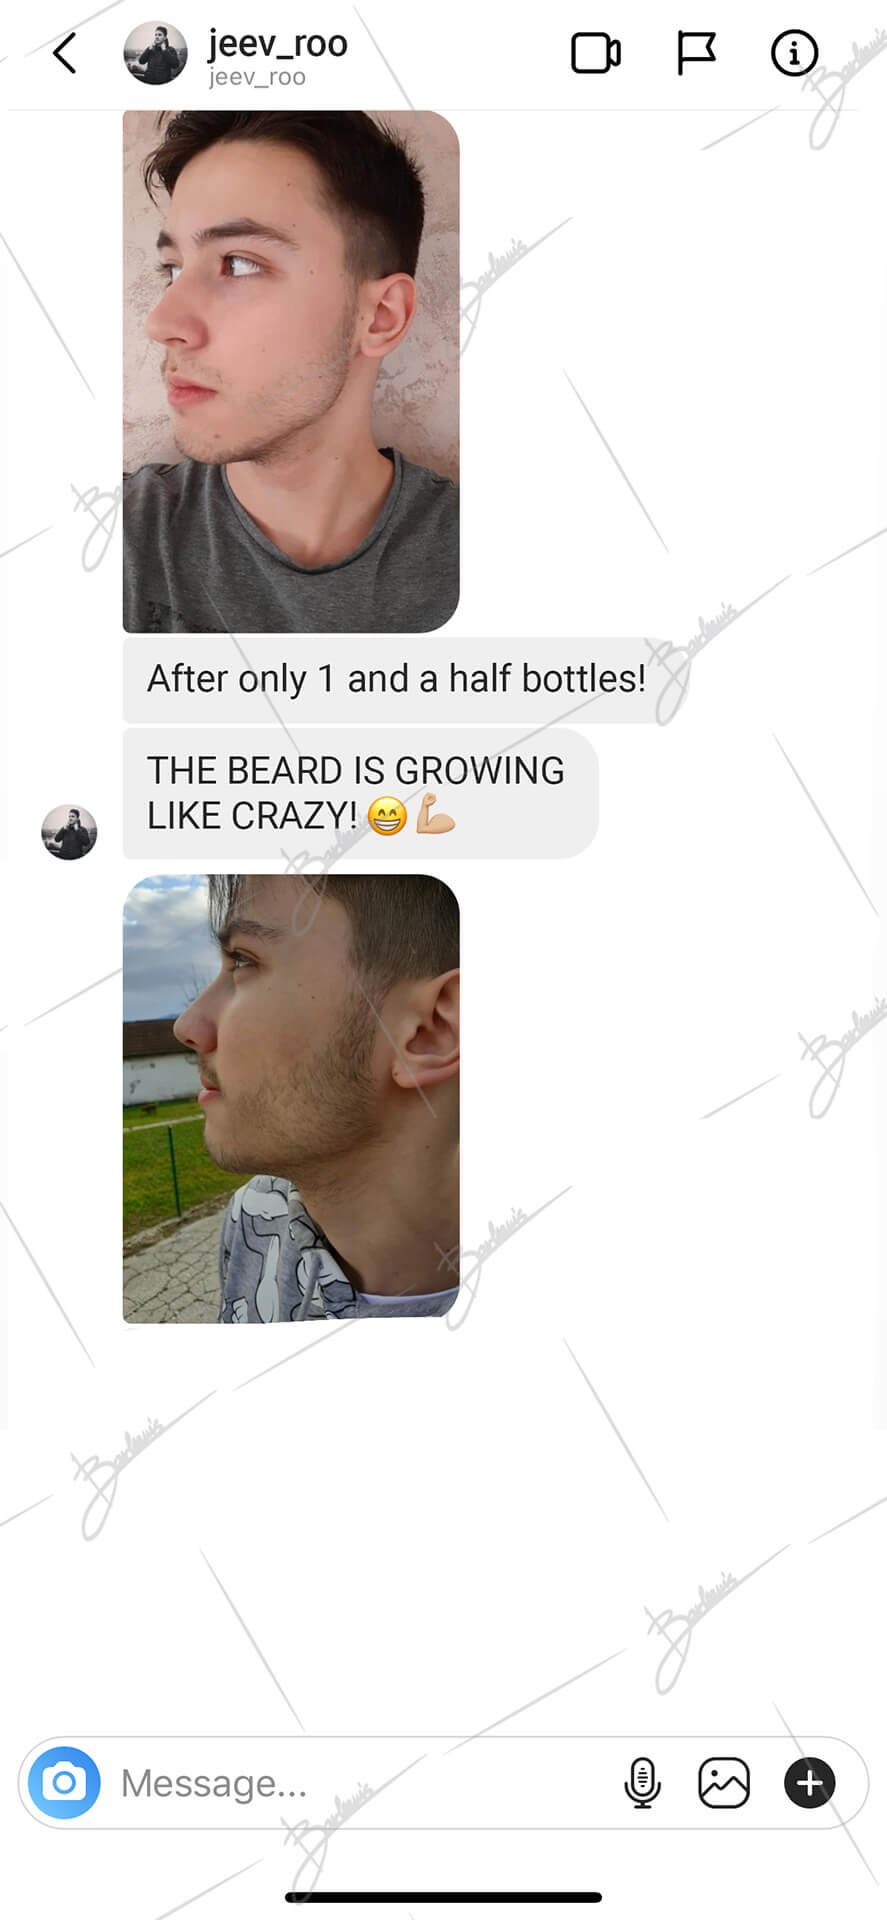 jeev_roo
jeev_roo
After only 1 and a half bottles!
THE BEARD IS GROWING
LIKE CRAZY! 😁💪🏼
Message...